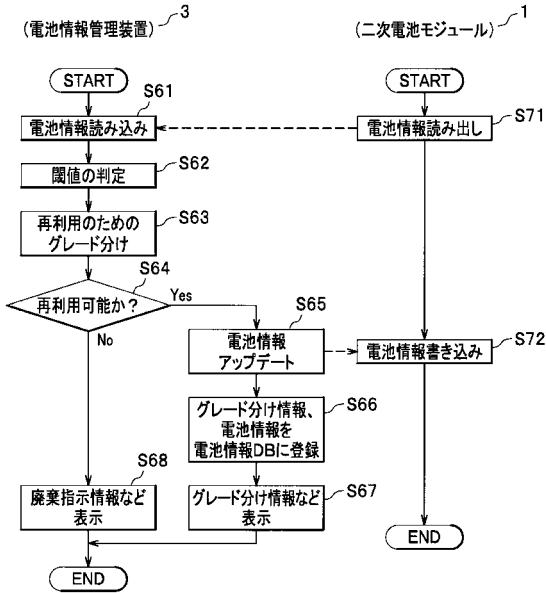 (電池情報管理装置) 3
(二次電池モジュール) 1
START
START
S61
電池情報読み込み
電池情報読み出し
S71
S62
閾値の判定
S63
再利用のための
グレード分け
S64
再利用可能か?
Yes
No
S65
電池情報
アップデート
S72
電池情報書き込み
S66
グレード分け情報、
電池情報を
電池情報DBに登録
S68
廃棄指示情報など
表示
S67
グレード分け情報など
表示
END
END